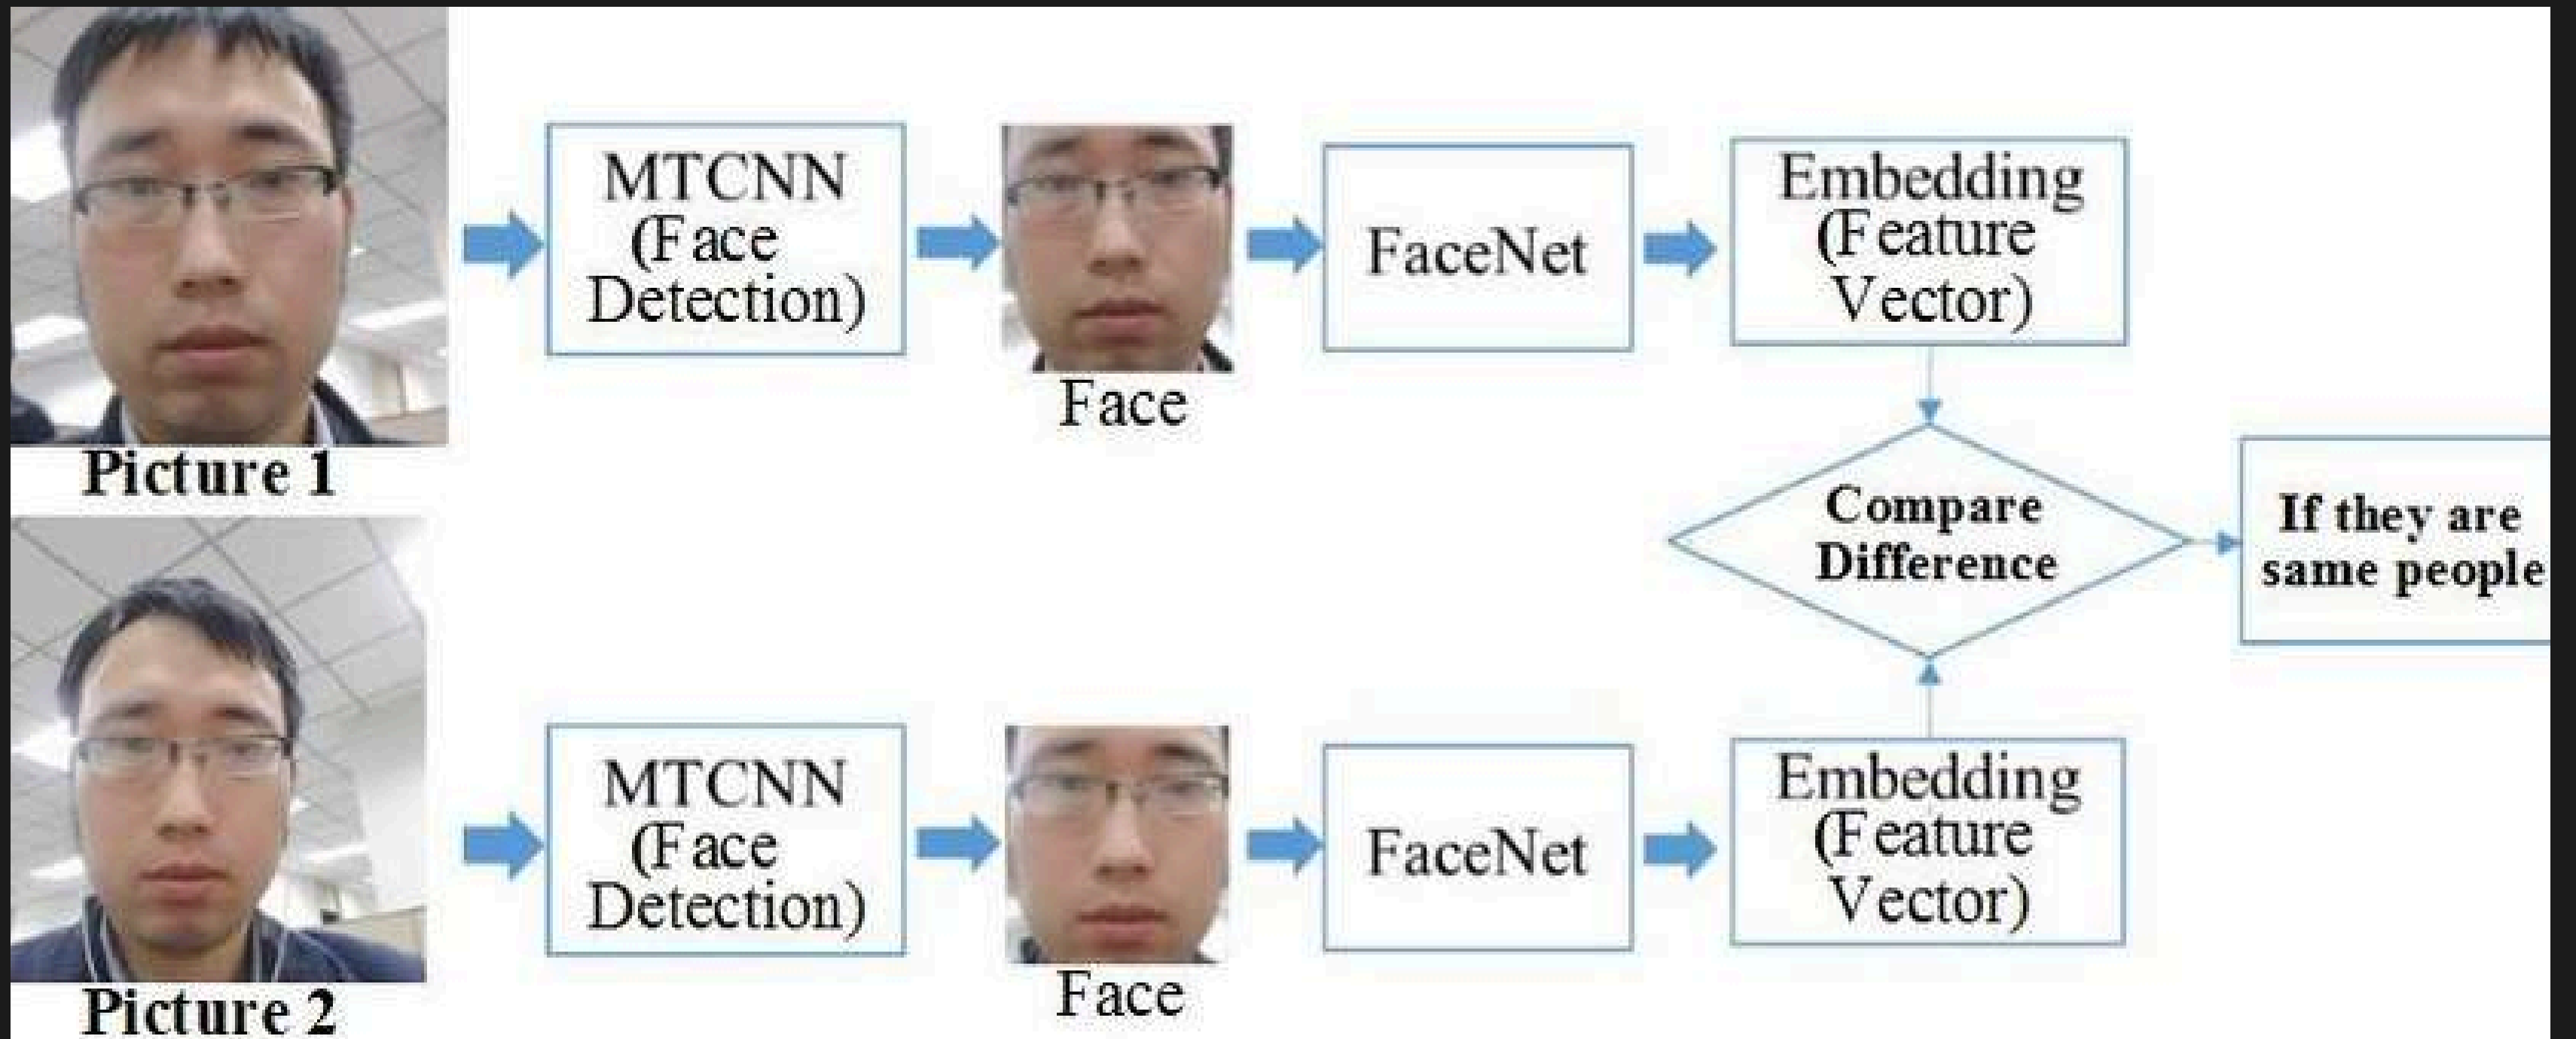 MTCNN
(Face
Detection)
Face
FaceNet
Embedding
(Feature
Vector)
Picture 1
Compare
Difference
If they are
same people
MTCNN
(Face
Detection)
Face
FaceNet
Embedding
(Feature
Vector)
Picture 2